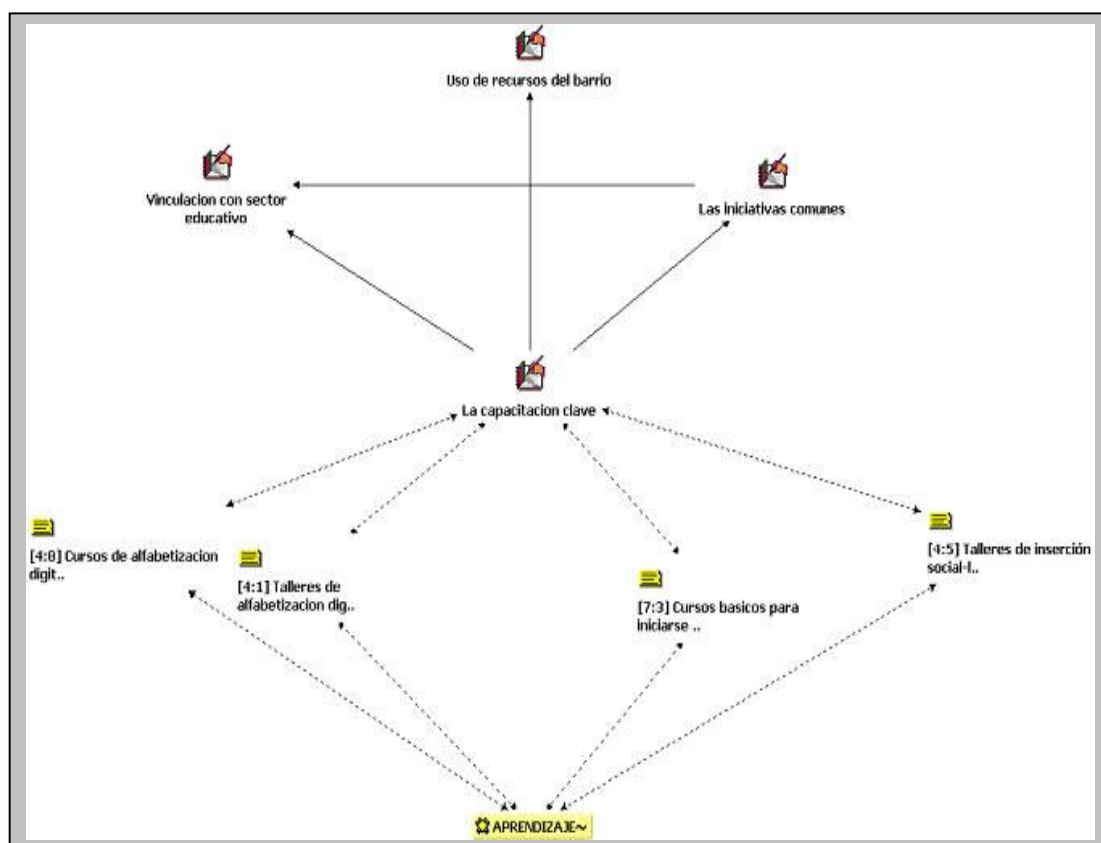 Uso de recursos del barrio
Vinculacion con sector
educativo
Las iniciativas comunes
La capacitacion clave
[4:8] Cursos de alfabetizacion
digit..
[4:1] Talleres de
alfabetizacion dig..
[7:3] Cursos basicos para
iniciarse ..
[4:5] Talleres de inserción
social-l..
APRENDIZAJE~